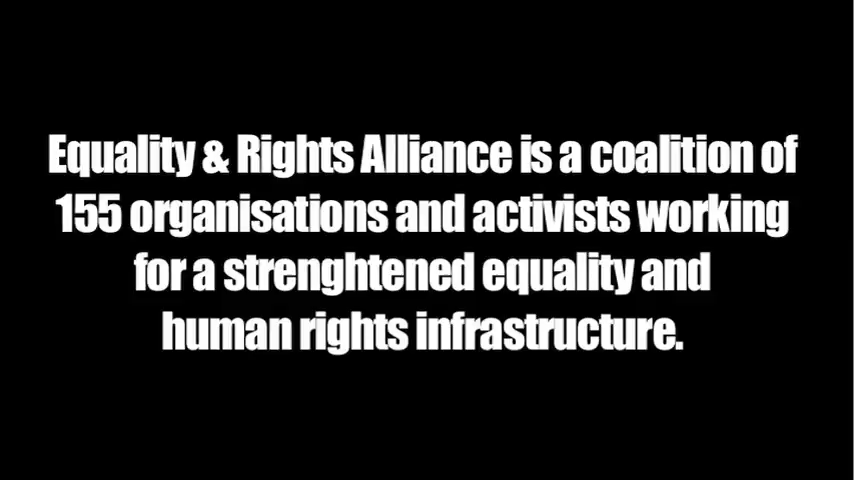 Equality & Rights Alliance is a coalition of
155 organisations and activists working
for a strenghtened equality and
human rights infrastructure.